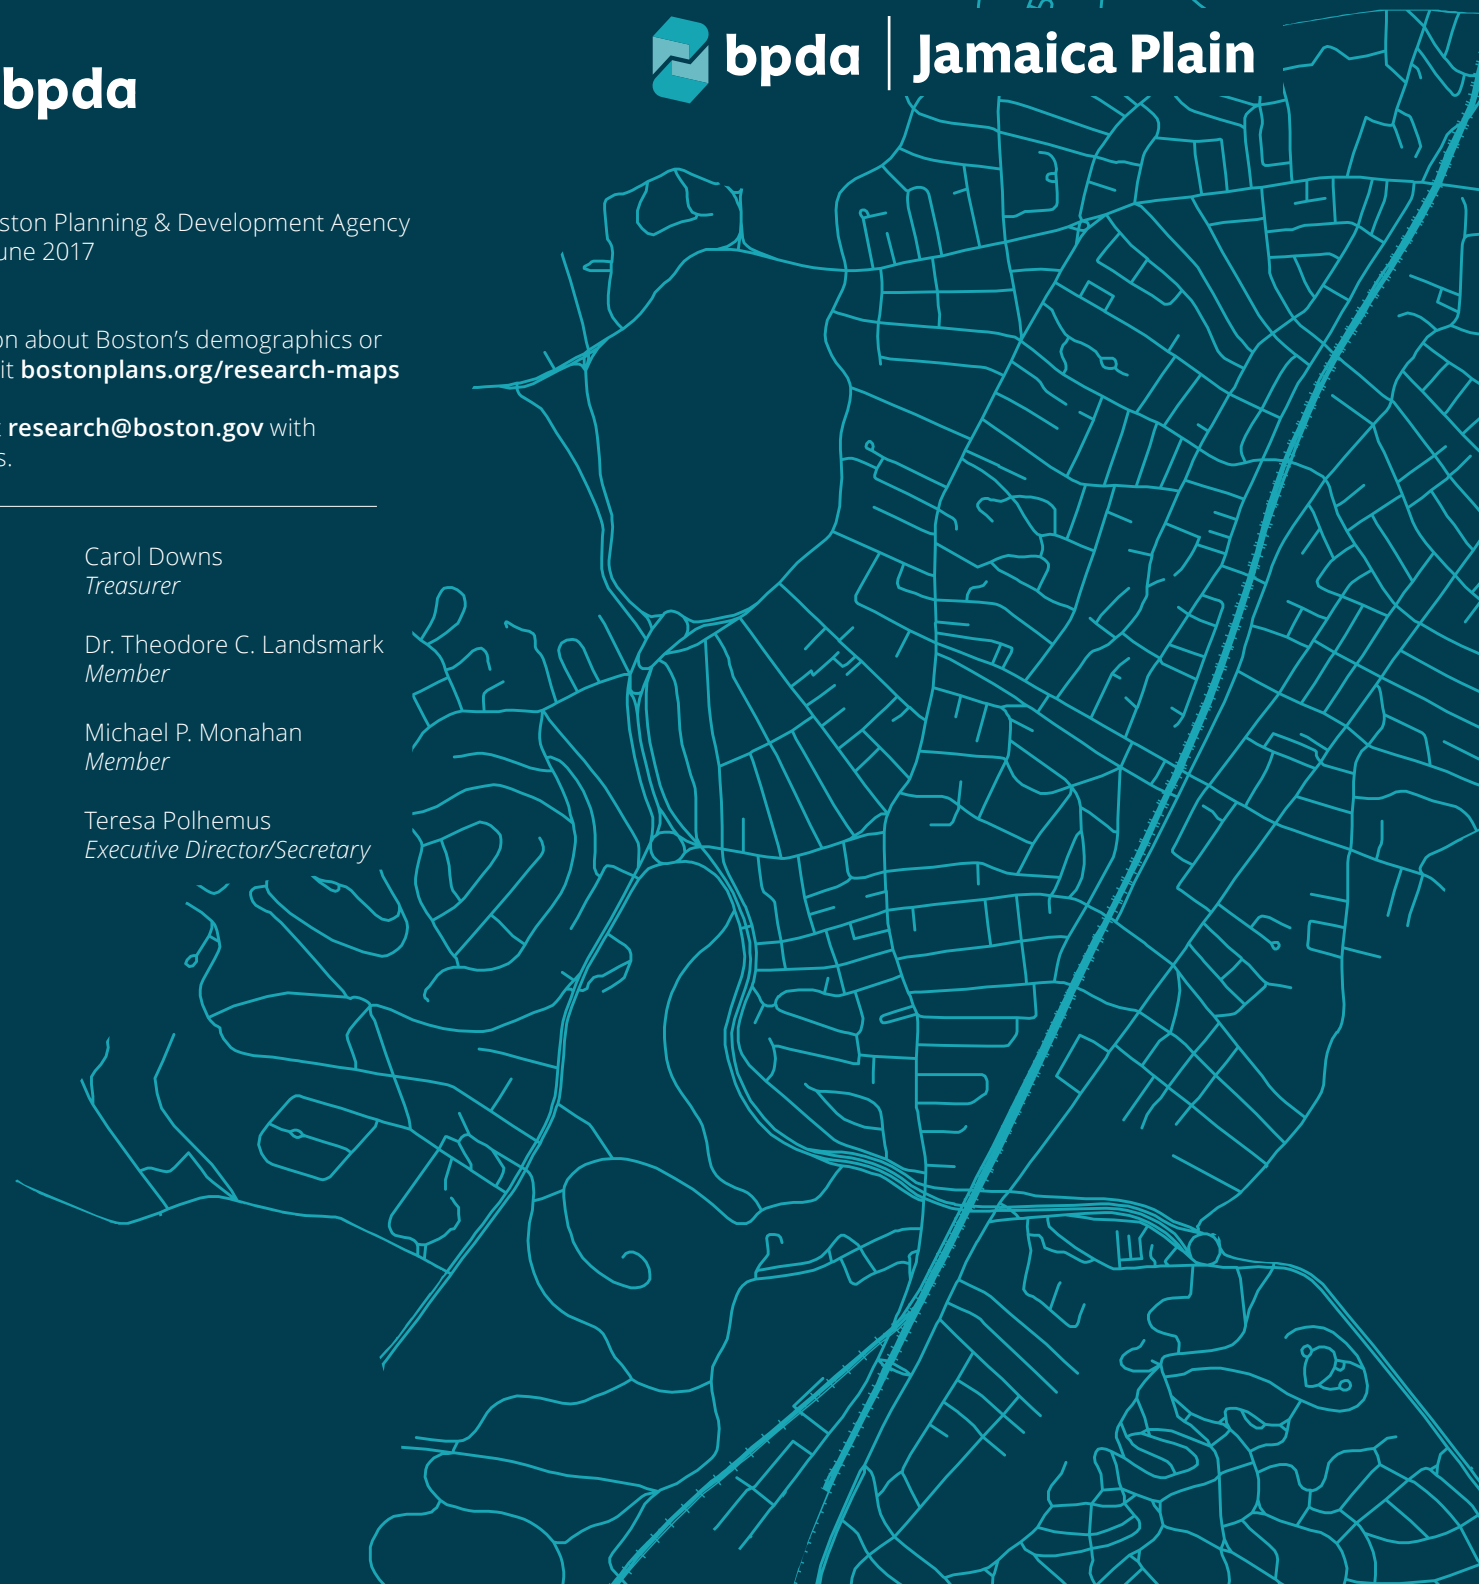 bpda | Jamaica Plain
bpda
ston Planning & Development Agency
une 2017
on about Boston’s demographics or
it bostonplans.org/research-maps
research@boston.gov with
s.
Carol Downs
Treasurer
Dr. Theodore C. Landsmark
Member
Michael P. Monahan
Member
Teresa Polhemus
Executive Director/Secretary